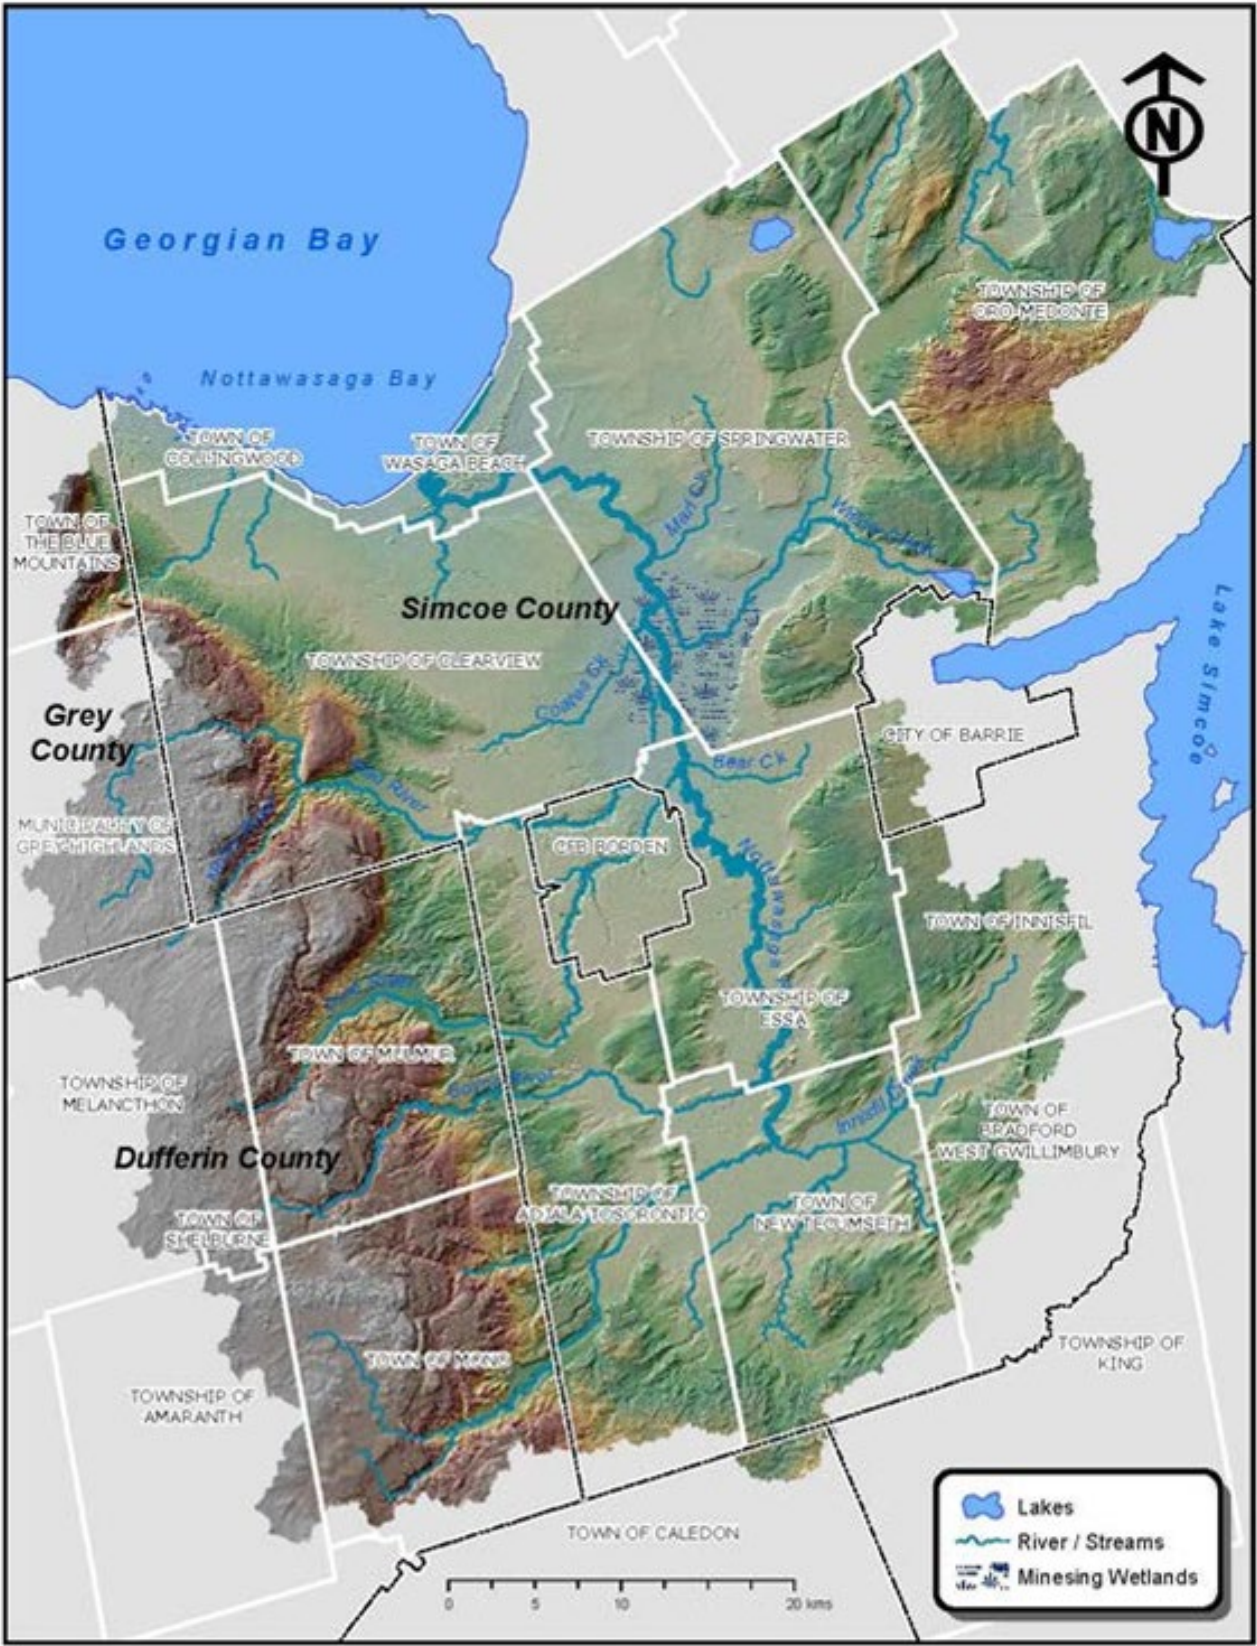 N
Georgian Bay
Nottawasaga Bay
TOWNSHIP OF
ORO-MEDONTE
TOWN OF
COLLINGWOOD
TOWN OF
WASAGA BEACH
TOWNSHIP OF SPRINGWATER
Marl Ck
Willow Creek
TOWN OF
THE BLUE
MOUNTAINS
Simcoe County
Lake Simcoe
TOWNSHIP OF CLEARVIEW
Coates Ck
Grey
County
CITY OF BARRIE
Bear Ck
Mad River
MUNICIPALITY OF
GREY HIGHLANDS
CFB BORDEN
Nottawasaga
TOWN OF INNISFIL
TOWNSHIP OF
ESSA
TOWN OF MULMUR
TOWNSHIP OF
MELANCTHON
Innisfil Creek
TOWN OF
BRADFORD
WEST GWILLIMBURY
Dufferin County
TOWNSHIP OF
ADJALA TOSORONTIO
TOWN OF
NEW TECUMSETH
TOWN OF
SHELBURNE
TOWN OF MONO
TOWNSHIP OF
KING
TOWNSHIP OF
AMARANTH
TOWN OF CALEDON
Lakes
River / Streams
Minesing Wetlands
0 5 10 20 kms